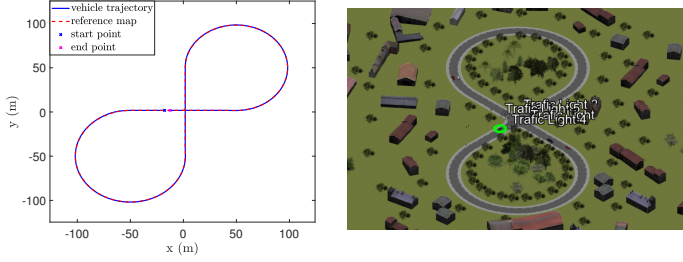 vehicle trajectory
reference map
start point
end point
100
50
0
-50
-100
y (m)
-100
-50
0
50
100
x (m)
Trafic Light 4